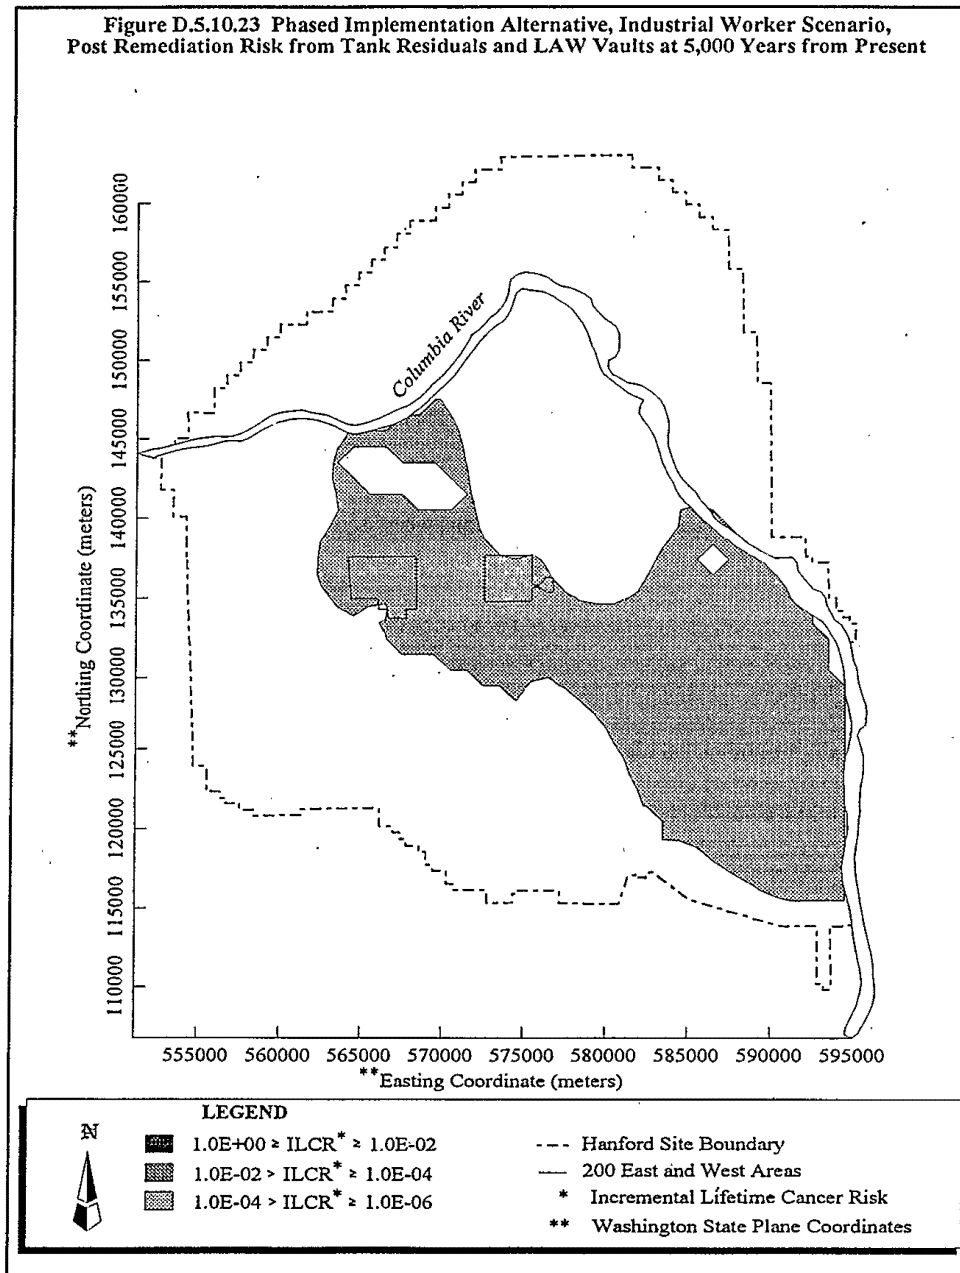 Figure D.5.10.23 Phased Implementation Alternative, Industrial Worker Scenario,
Post Remediation Risk from Tank Residuals and LAW Vaults at 5,000 Years from Present
160000
155000
150000
145000
140000
135000
130000
125000
120000
115000
110000
**Northing Coordinate (meters)
Columbia River
555000 560000 565000 570000 575000 580000 585000 590000 595000
**Easting Coordinate (meters)
LEGEND
N
1.0E+00 ≥ ILCR* ≥ 1.0E-02
1.0E-02 > ILCR* ≥ 1.0E-04
1.0E-04 > ILCR* ≥ 1.0E-06
Hanford Site Boundary
200 East and West Areas
* Incremental Lifetime Cancer Risk
** Washington State Plane Coordinates